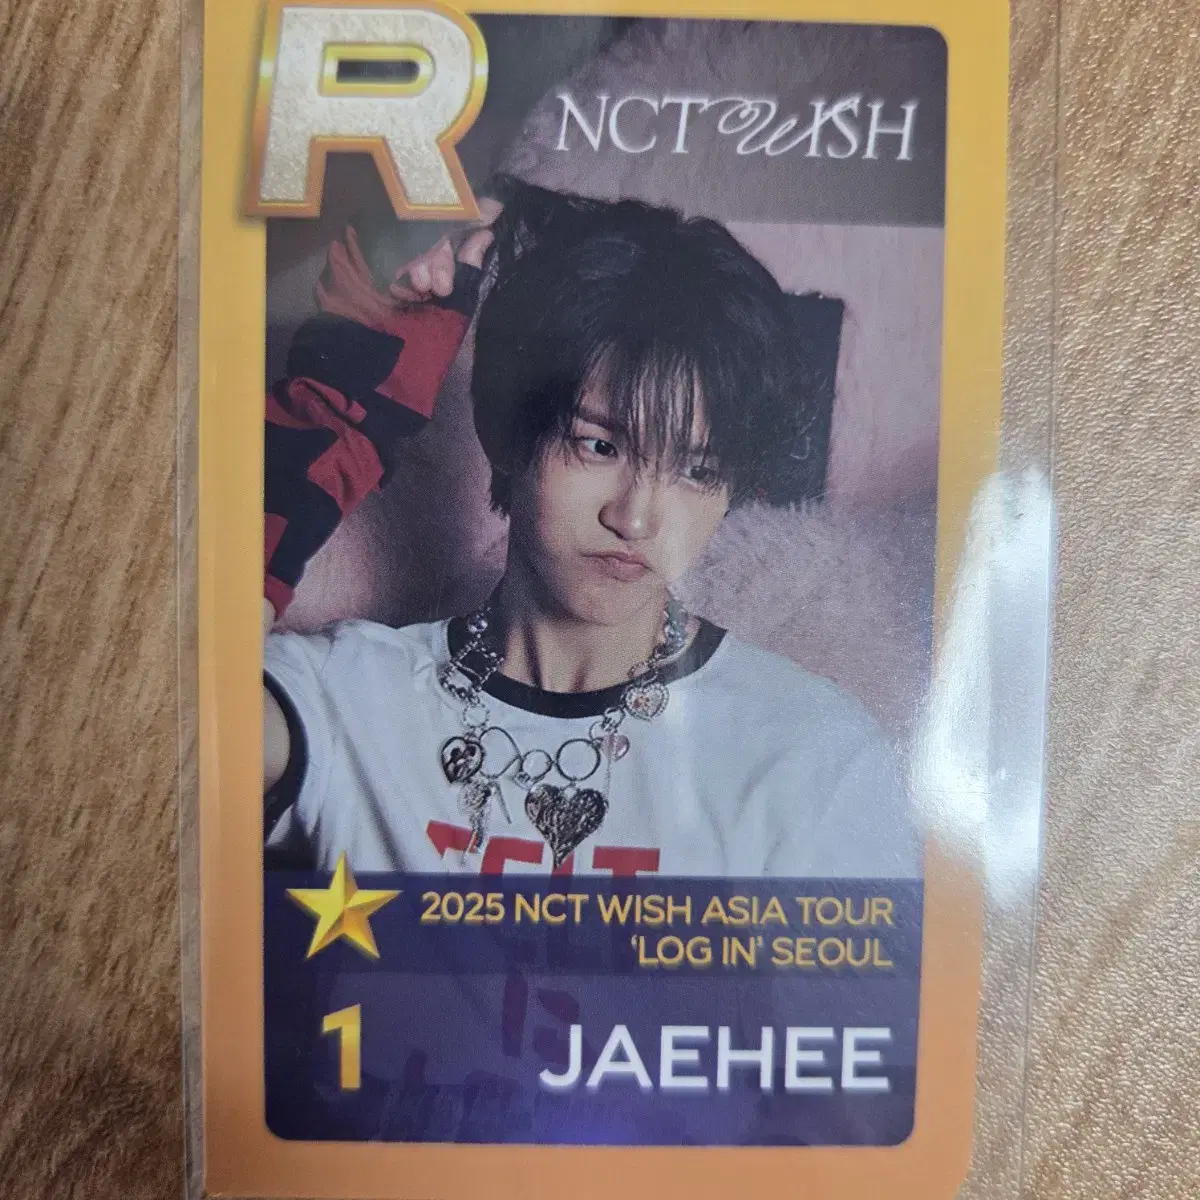 R
NCT WISH
2025 NCT WISH ASIA TOUR
'LOG IN' SEOUL
1
JAEHEE